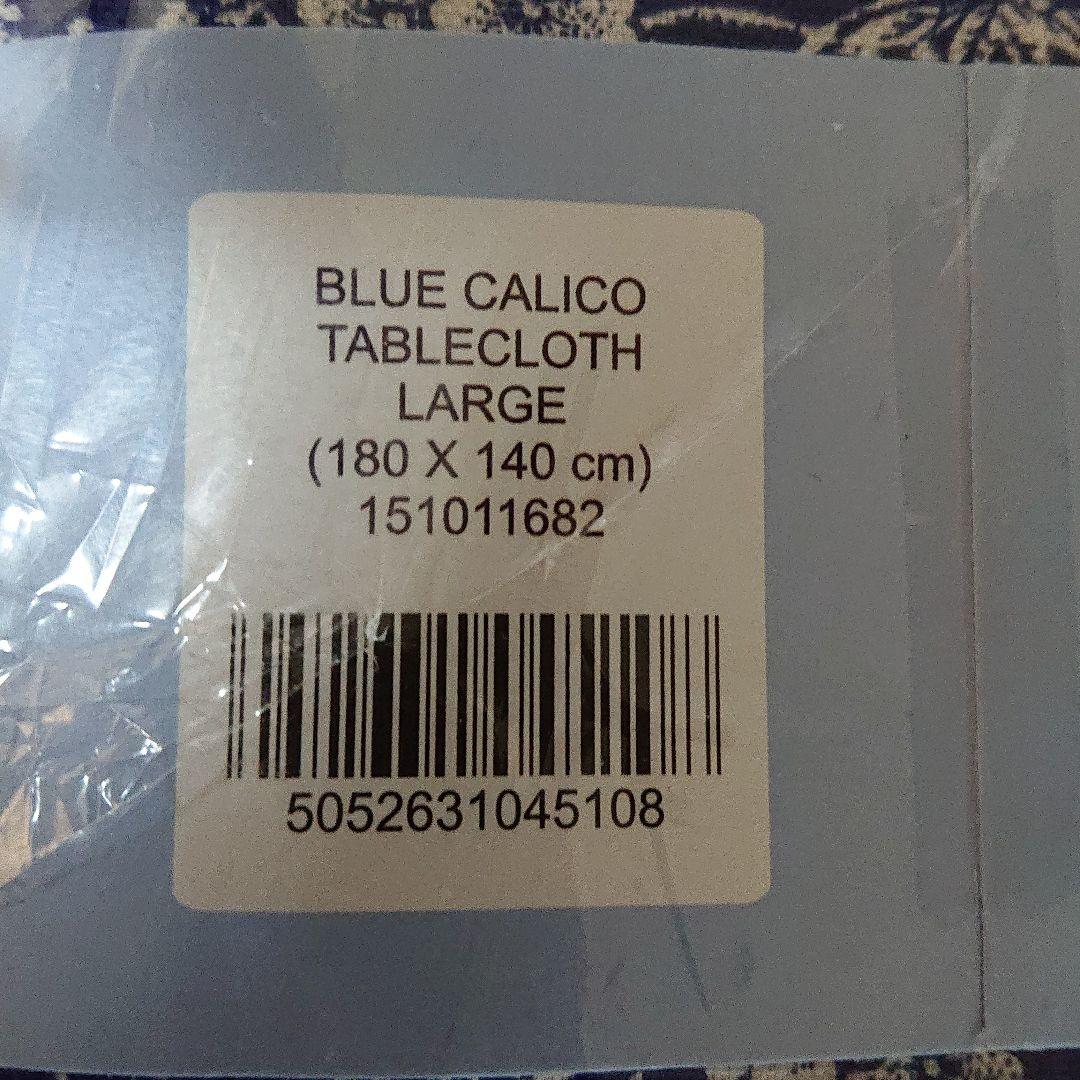 BLUE CALICO
TABLECLOTH
LARGE
(180 X 140 cm)
151011682
5052631045108